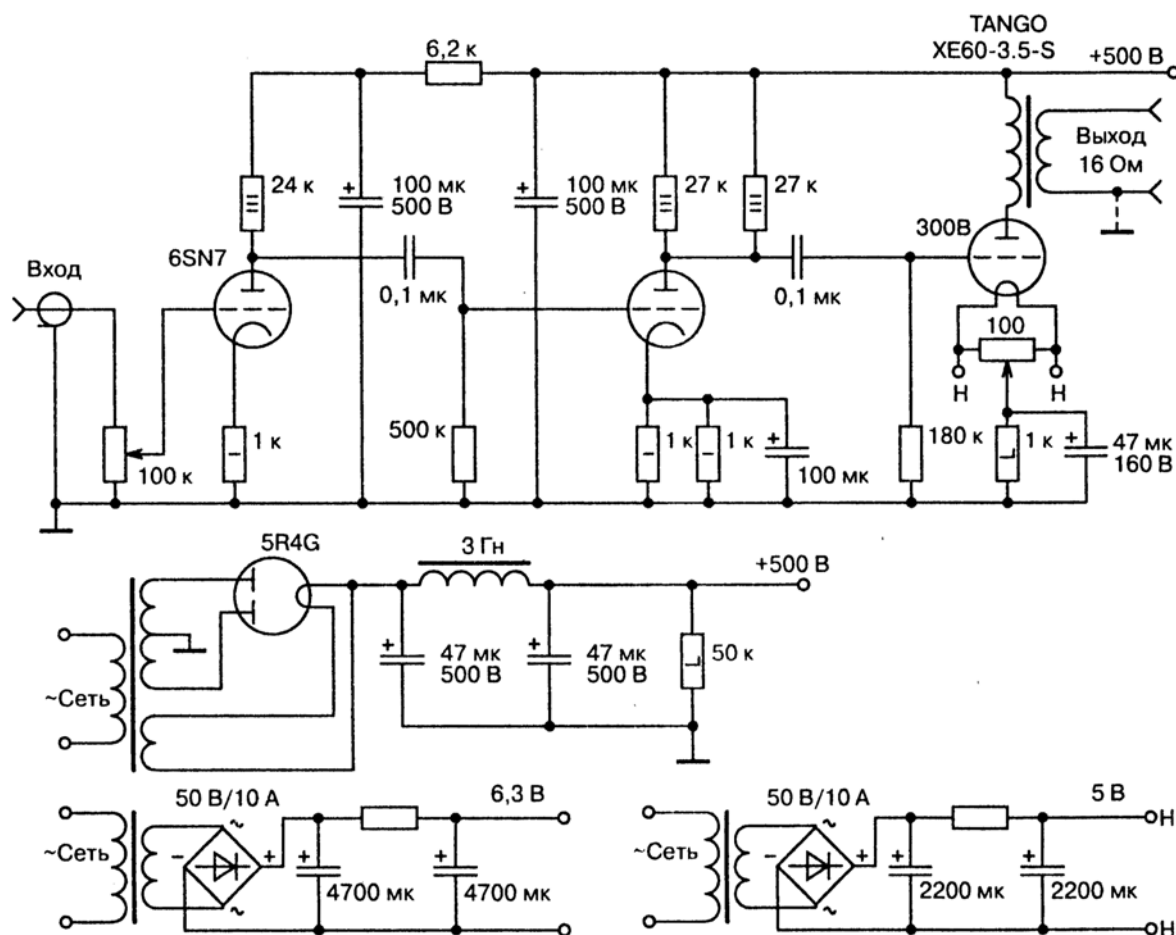 TANGO
XE60-3.5-S
6,2 к
+500 В
24 к
100 мк
500 В
100 мк
500 В
27 к
27 к
Выход
16 Ом
6SN7
300В
Вход
0,1 мк
0,1 мк
100
Н
Н
100 к
1 к
500 к
1 к
1 к
100 мк
180 к
1 к
47 мк
160 В
5R4G
3 Гн
+500 В
~Сеть
47 мк
500 В
47 мк
500 В
50 к
50 В/10 А
6,3 В
~Сеть
4700 мк
4700 мк
50 В/10 А
5 В
~Сеть
2200 мк
2200 мк
Н
Н